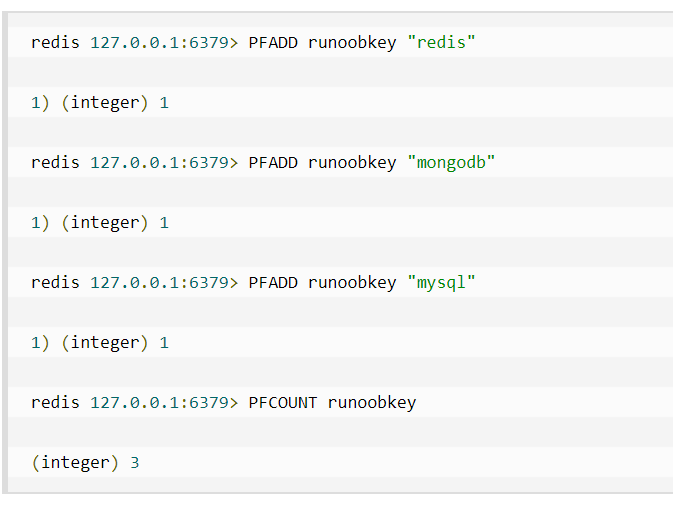 redis 127.0.0.1:6379> PFADD runoobkey "redis"
1) (integer) 1
redis 127.0.0.1:6379> PFADD runoobkey "mongodb"
1) (integer) 1
redis 127.0.0.1:6379> PFADD runoobkey "mysql"
1) (integer) 1
redis 127.0.0.1:6379> PFCOUNT runoobkey
(integer) 3